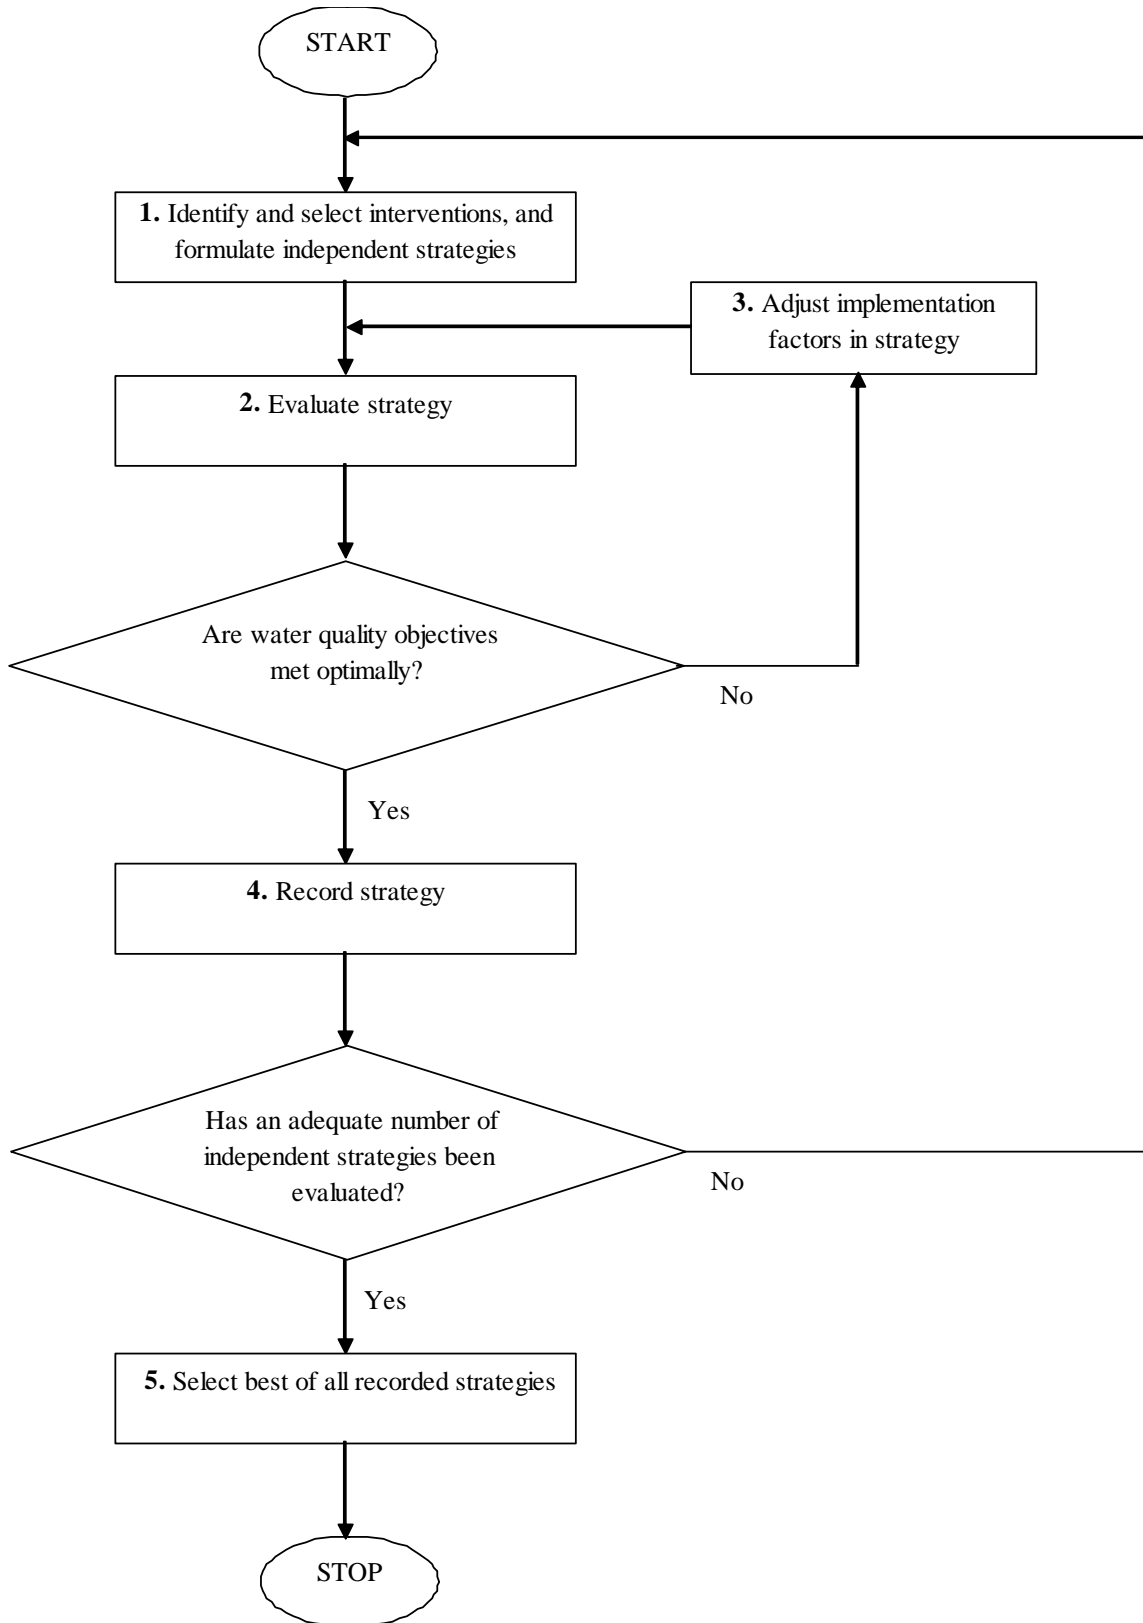 START
1. Identify and select interventions, and
formulate independent strategies
3. Adjust implementation
factors in strategy
2. Evaluate strategy
Are water quality objectives
met optimally?
No
Yes
4. Record strategy
Has an adequate number of
independent strategies been
evaluated?
No
Yes
5. Select best of all recorded strategies
STOP